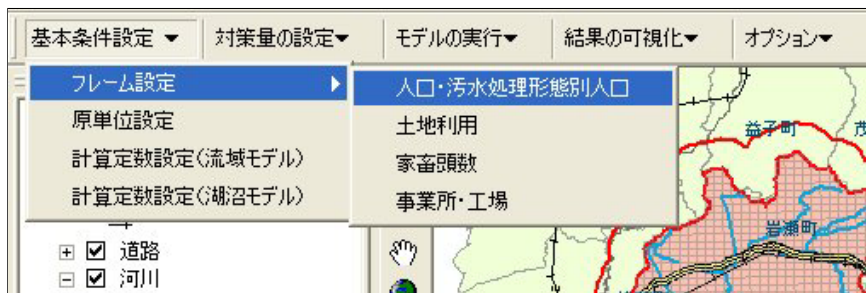 基本条件設定▼ 対策量の設定▼ モデルの実行▼ 結果の可視化▼ オプション▼
フレーム設定
原単位設定
計算定数設定(流域モデル)
計算定数設定(湖沼モデル)
人口・汚水処理形態別人口
土地利用
家畜頭数
事業所・工場
道路
河川
益子町
茂
岩瀬町